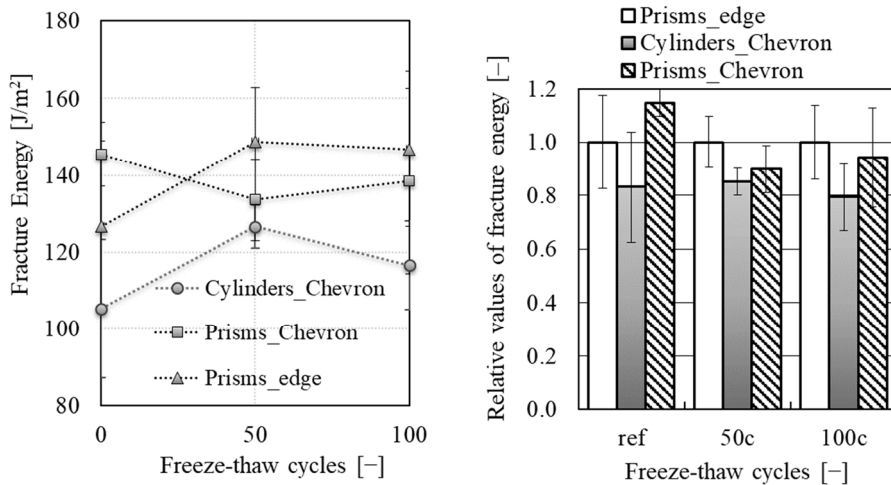 180
160
140
120
100
80
Fracture Energy [J/m²]
Cylinders_Chevron
Prisms_Chevron
Prisms_edge
0
50
100
Freeze-thaw cycles [−]
Prisms_edge
Cylinders_Chevron
Prisms_Chevron
Relative values of fracture energy [−]
1.2
1.0
0.8
0.6
0.4
0.2
0.0
ref
50c
100c
Freeze-thaw cycles [−]